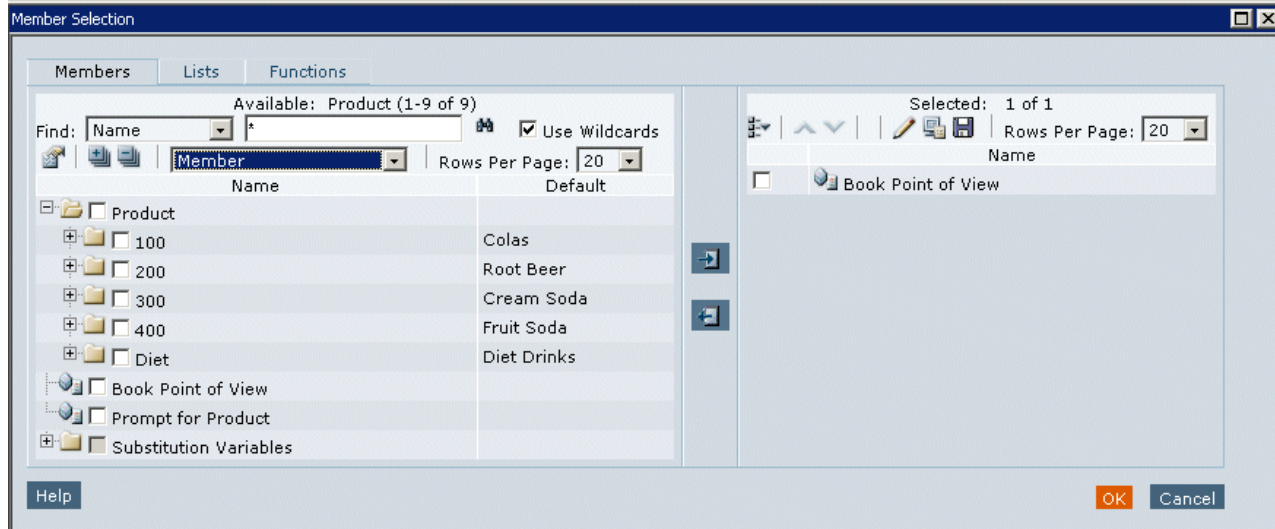 Member Selection
Members Lists Functions
Available: Product (1-9 of 9)
Find: Name * Use Wildcards
Member Rows Per Page: 20
Name Default
Product
100 Colas
200 Root Beer
300 Cream Soda
400 Fruit Soda
Diet Diet Drinks
Book Point of View
Prompt for Product
Substitution Variables
Selected: 1 of 1
Rows Per Page: 20
Name
Book Point of View
Help OK Cancel